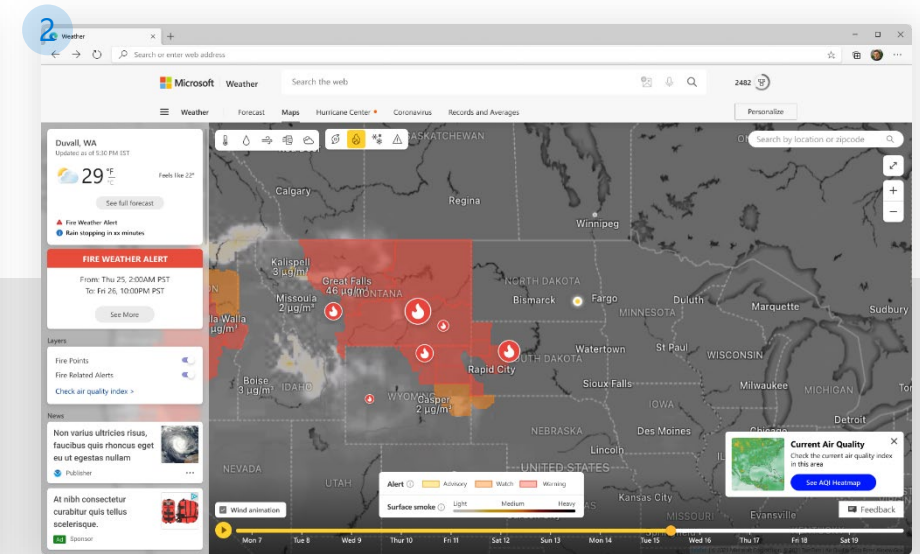 2
Weather
Search or enter web address
Microsoft Weather
Search the web
2482
Weather Forecast Maps Hurricane Center Coronavirus Records and Averages
Personalize
Duvall, WA
Updated as of 5:30 PM EST
29 °F
°C
Feels like 22°
See full forecast
Fire Weather Alert
Rain stopping in xx minutes
FIRE WEATHER ALERT
From: Thu 25, 2:00AM PST
To: Fri 26, 10:00PM PST
See More
Layers
Fire Points
Fire Related Alerts
Check air quality index >
News
Non varius ultricies risus,
faucibus quis rhoncus eget
eu ut egestas nullam
Publisher
At nibh consectetur
curabitur quis tellus
scelerisque.
Ad Sponsor
Search by location or zipcode
SASKATCHEWAN
Calgary
Regina
Winnipeg
Kalispell
3 μg/m³
Great Falls
46 μg/m³
MONTANA
Missoula
2 μg/m³
la Walla
μg/m³
NORTH DAKOTA
Bismarck
Fargo
MINNESOTA
Duluth
Marquette
Sudbury
Watertown
St Paul
WISCONSIN
SOUTH DAKOTA
Rapid City
Boise
3 μg/m³
IDAHO
WYOMING
Casper
2 μg/m³
Sioux Falls
Milwaukee
MICHIGAN
IOWA
Detroit
NEBRASKA
Des Moines
Chicago
Lincoln
NEVADA
UTAH
UNITED STATES
Kansas City
MISSOURI
Evansville
Current Air Quality
Check the current air quality index
in this area
See AQI Heatmap
Feedback
Alert Advisory Watch Warning
Surface smoke Light Medium Heavy
Wind animation
Mon 7 Tue 8 Wed 9 Thur 10 Fri 11 Sat 12 Sun 13 Mon 14 Tue 15 Wed 16 Thu 17 Fri 18 Sat 19